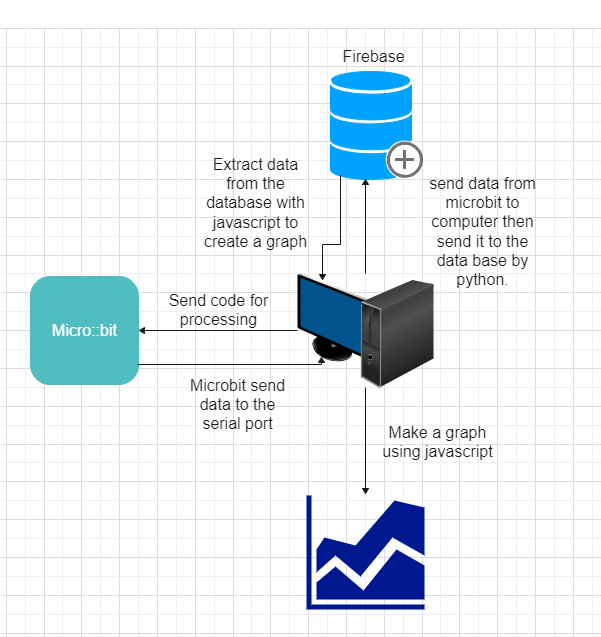 Firebase
Extract data
from the
database with
javascript to
create a graph
send data from
microbit to
computer then
send it to the
data base by
python.
Send code for
processing
Micro::bit
Microbit send
data to the
serial port
Make a graph
using javascript